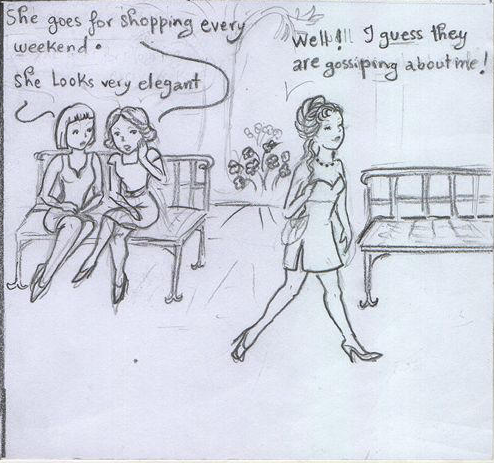 She goes for shopping every
weekend.
She Looks very elegant
Well!!! I guess they
are gossiping about me!